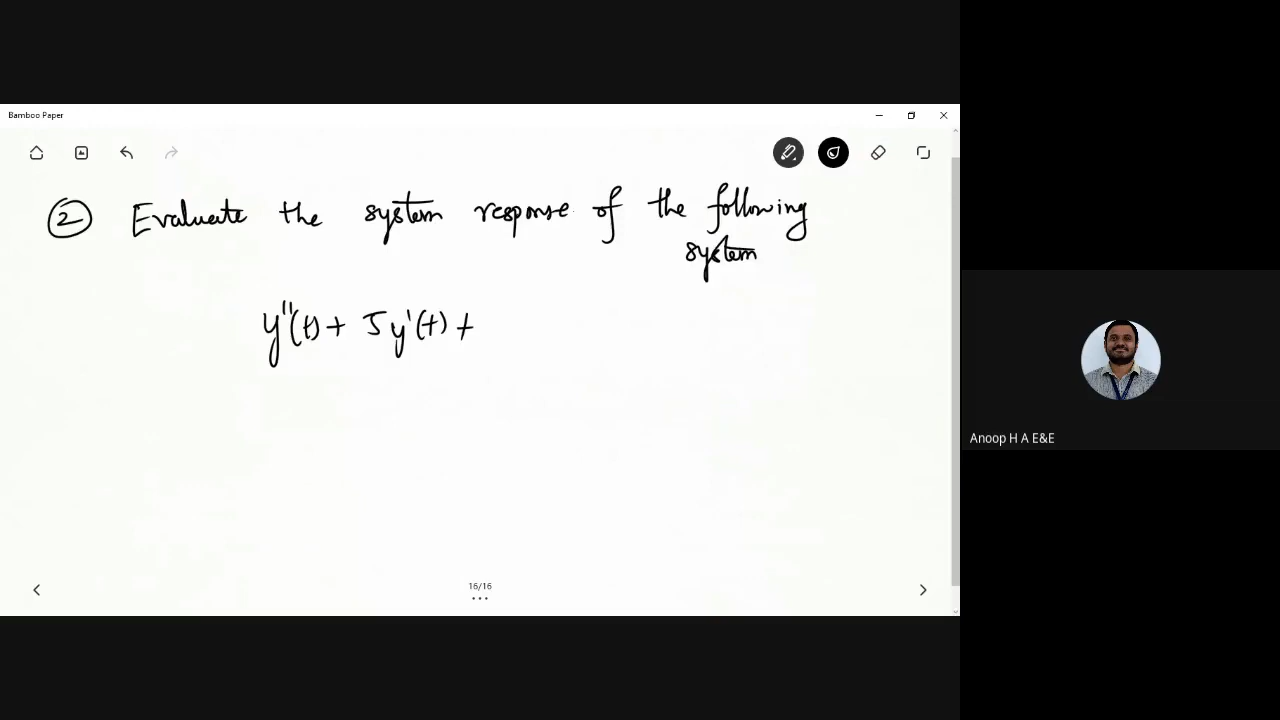 Bamboo Paper
② Evaluate the system response of the following
system
y''(t) + 5y'(t) +
Anoop H A E&E
16/16